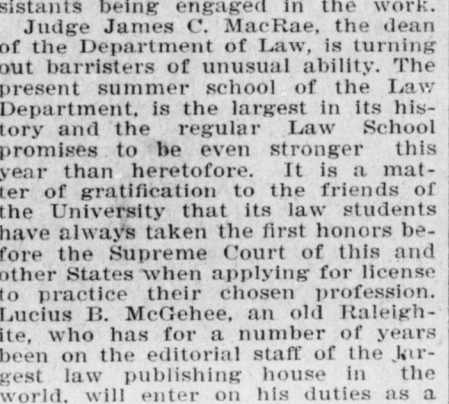 sistants being engaged in the work.
Judge James C. MacRae, the dean
of the Department of Law, is turning
out barristers of unusual ability. The
present summer school of the Law
Department, is the largest in its his-
tory and the regular Law School
promises to be even stronger this
year than heretofore. It is a mat-
ter of gratification to the friends of
the University that its law students
have always taken the first honors be-
fore the Supreme Court of this and
other States when applying for license
to practice their chosen profession.
Lucius B. McGehee, an old Raleigh-
ite, who has for a number of years
been on the editorial staff of the lar-
gest law publishing house in the
world, will enter on his duties as a